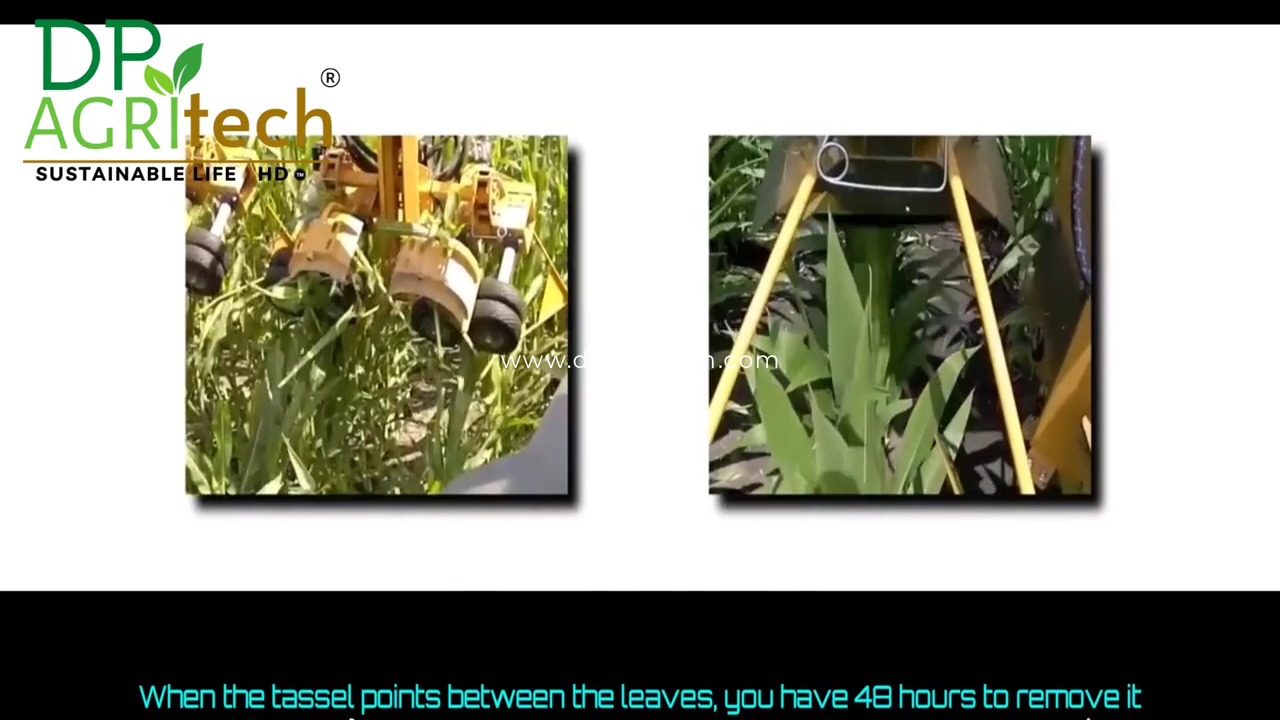 DP
AGRItech®
SUSTAINABLE LIFE HD ™
When the tassel points between the leaves, you have 48 hours to remove it